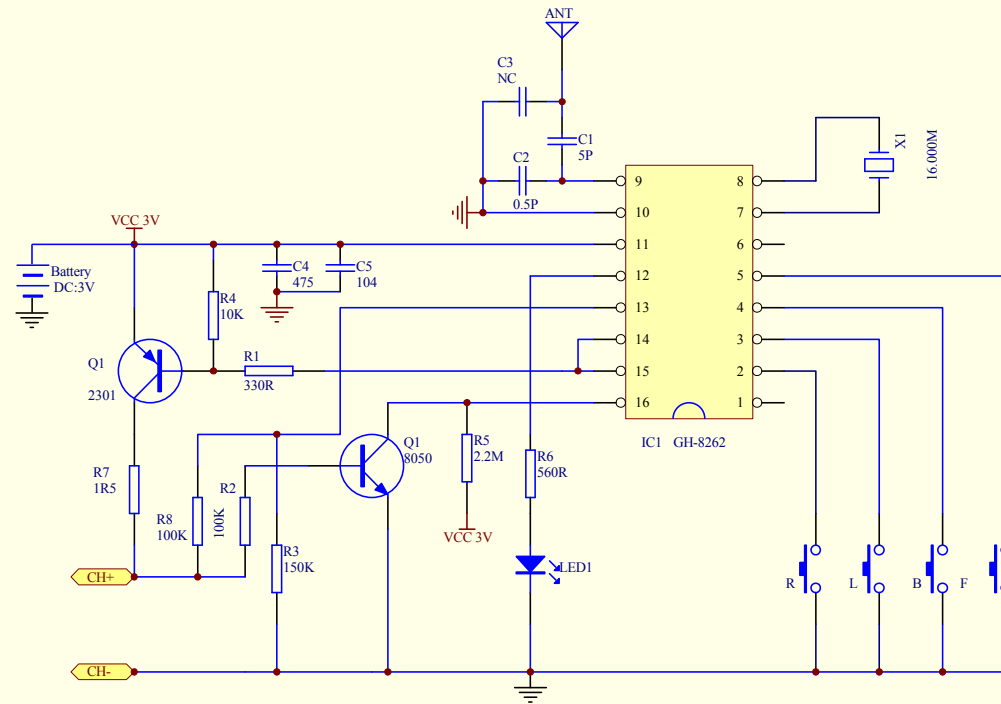 ANT
C3
NC
C1
5P
C2
0.5P
X1
16.000M
9
10
11
12
13
14
15
16
8
7
6
5
4
3
2
1
IC1 GH-8262
VCC 3V
Battery
DC:3V
C4
475
C5
104
R4
10K
Q1
2301
R1
330R
Q1
8050
R5
2.2M
R6
560R
R7
1R5
R8
100K
R2
100K
R3
150K
VCC 3V
LED1
CH+
CH-
R
L
B
F